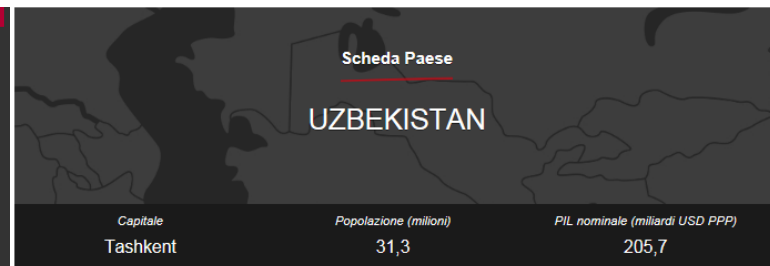 Scheda Paese
UZBEKISTAN
Capitale
Popolazione (milioni)
PIL nominale (miliardi USD PPP)
Tashkent
31,3
205,7